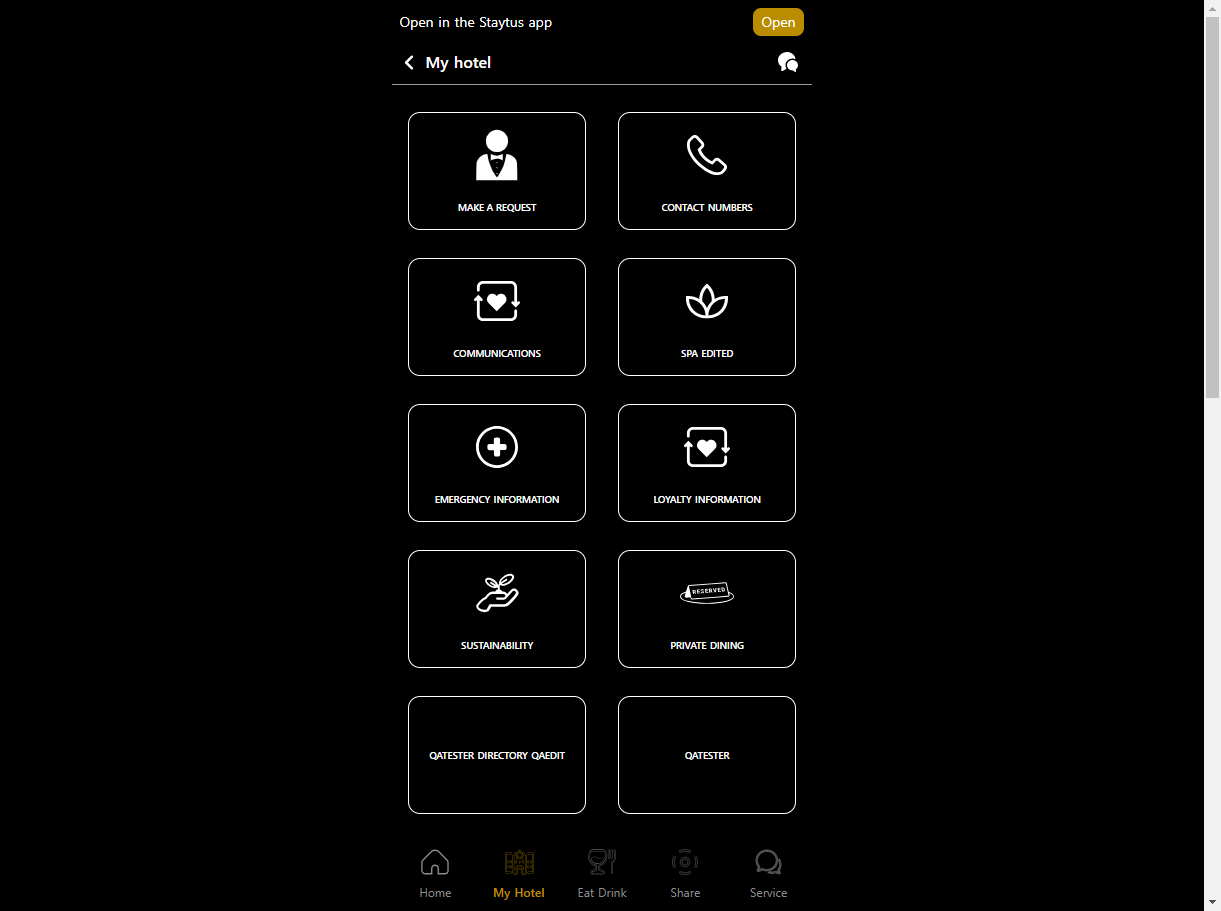 Open in the Staytus app
Open
My hotel
MAKE A REQUEST
CONTACT NUMBERS
COMMUNICATIONS
SPA EDITED
EMERGENCY INFORMATION
LOYALTY INFORMATION
SUSTAINABILITY
RESERVED
PRIVATE DINING
QATESTER DIRECTORY QAEDIT
QATESTER
Home
My Hotel
Eat Drink
Share
Service